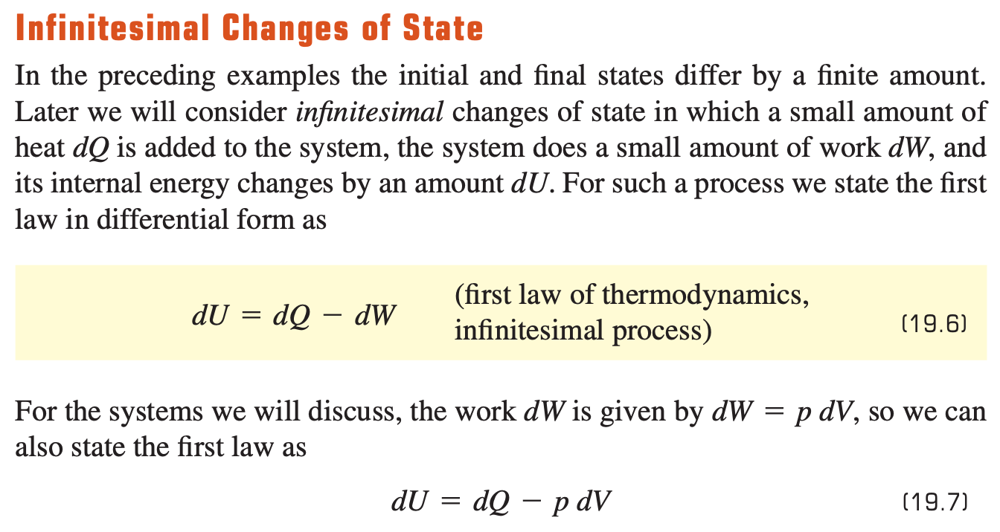 Infinitesimal Changes of State
In the preceding examples the initial and final states differ by a finite amount.
Later we will consider infinitesimal changes of state in which a small amount of
heat dQ is added to the system, the system does a small amount of work dW, and
its internal energy changes by an amount dU. For such a process we state the first
law in differential form as
dU = dQ − dW (first law of thermodynamics,
infinitesimal process) (19.6)
For the systems we will discuss, the work dW is given by dW = p dV, so we can
also state the first law as
dU = dQ − p dV (19.7)